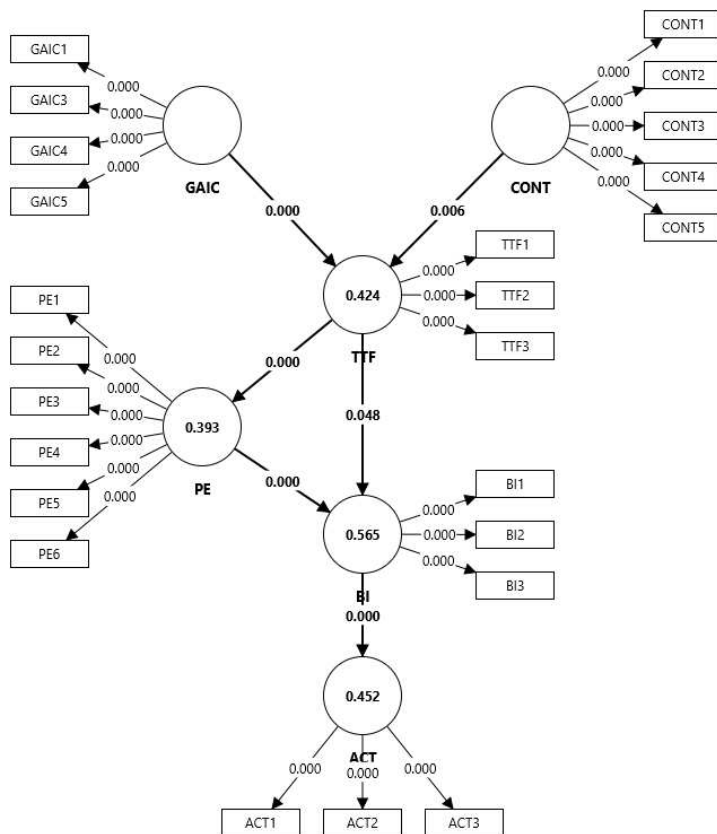 CONT1
GAIC1
0.000
0.000
CONT2
GAIC3
0.000
0.000
0.000
0.000
CONT3
GAIC4
0.000
0.000
0.000
CONT4
GAIC5
GAIC
CONT
0.000
CONT5
0.000
0.006
TTF1
0.000
PE1
0.424
0.000
TTF2
0.000
TTF3
PE2
0.000
0.000
TTF
0.000
PE3
0.000
0.048
0.393
0.000
PE4
0.000
0.000
BI1
PE5
0.000
PE
0.000
0.565
0.000
BI2
PE6
0.000
BI3
BI
0.000
0.452
ACT
0.000
0.000
0.000
ACT1
ACT2
ACT3